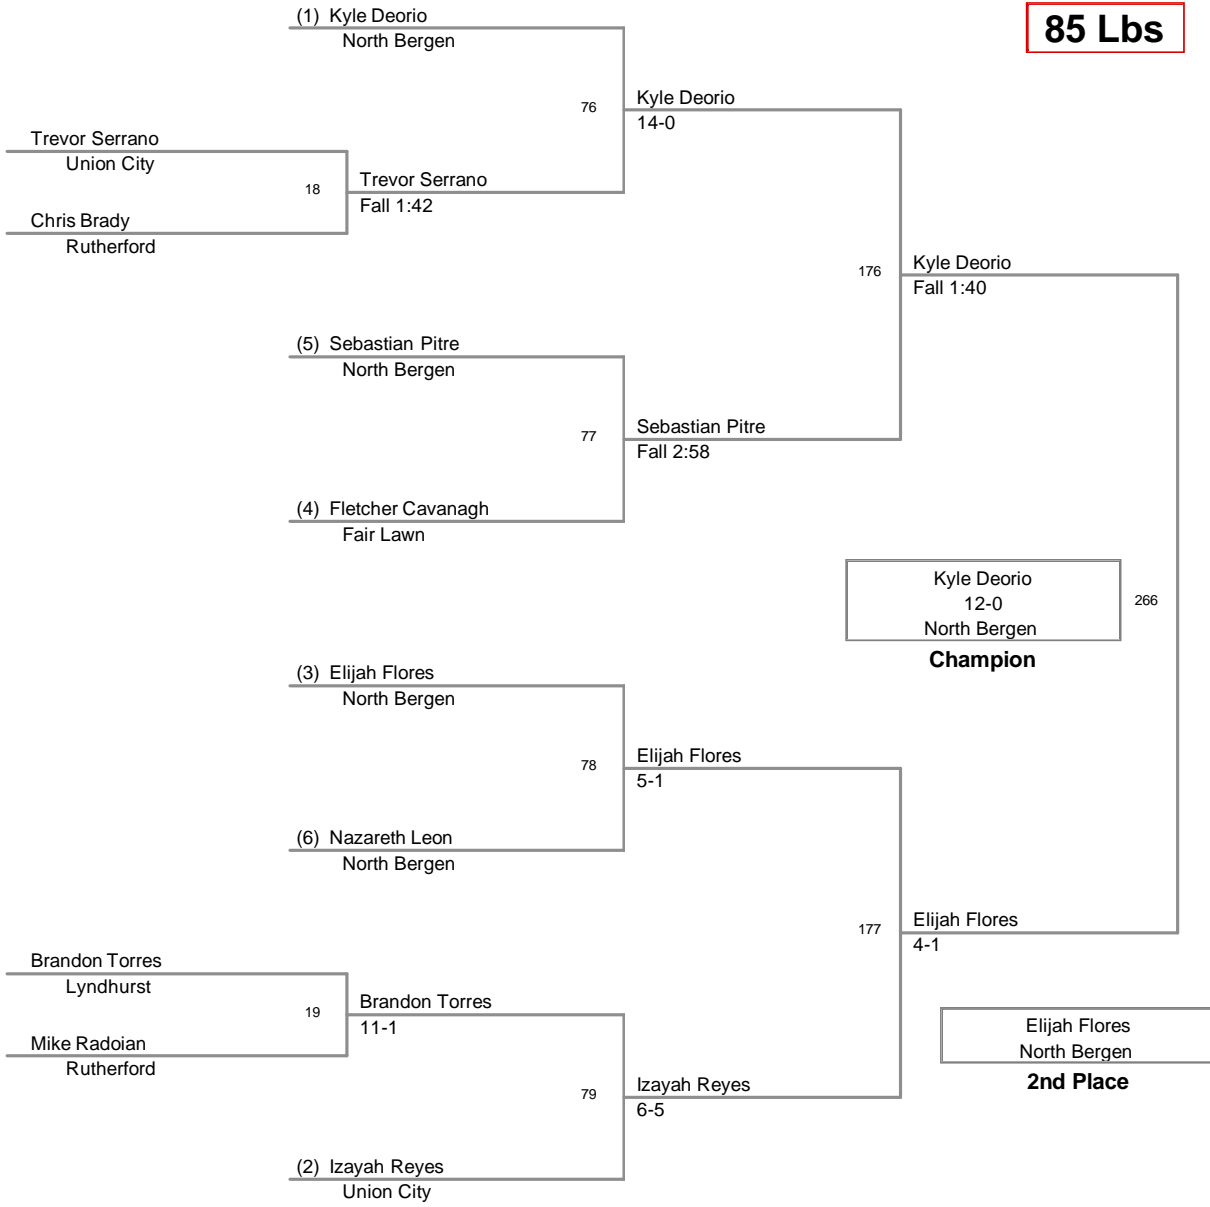 (1) Kyle Deorio
North Bergen
85 Lbs
76
Kyle Deorio
14-0
Trevor Serrano
Union City
18
Trevor Serrano
Fall 1:42
Chris Brady
Rutherford
176
Kyle Deorio
Fall 1:40
(5) Sebastian Pitre
North Bergen
77
Sebastian Pitre
Fall 2:58
(4) Fletcher Cavanagh
Fair Lawn
Kyle Deorio
12-0
North Bergen
266
Champion
(3) Elijah Flores
North Bergen
78
Elijah Flores
5-1
(6) Nazareth Leon
North Bergen
177
Elijah Flores
4-1
Brandon Torres
Lyndhurst
19
Brandon Torres
11-1
Mike Radoian
Rutherford
Elijah Flores
North Bergen
2nd Place
79
Izayah Reyes
6-5
(2) Izayah Reyes
Union City